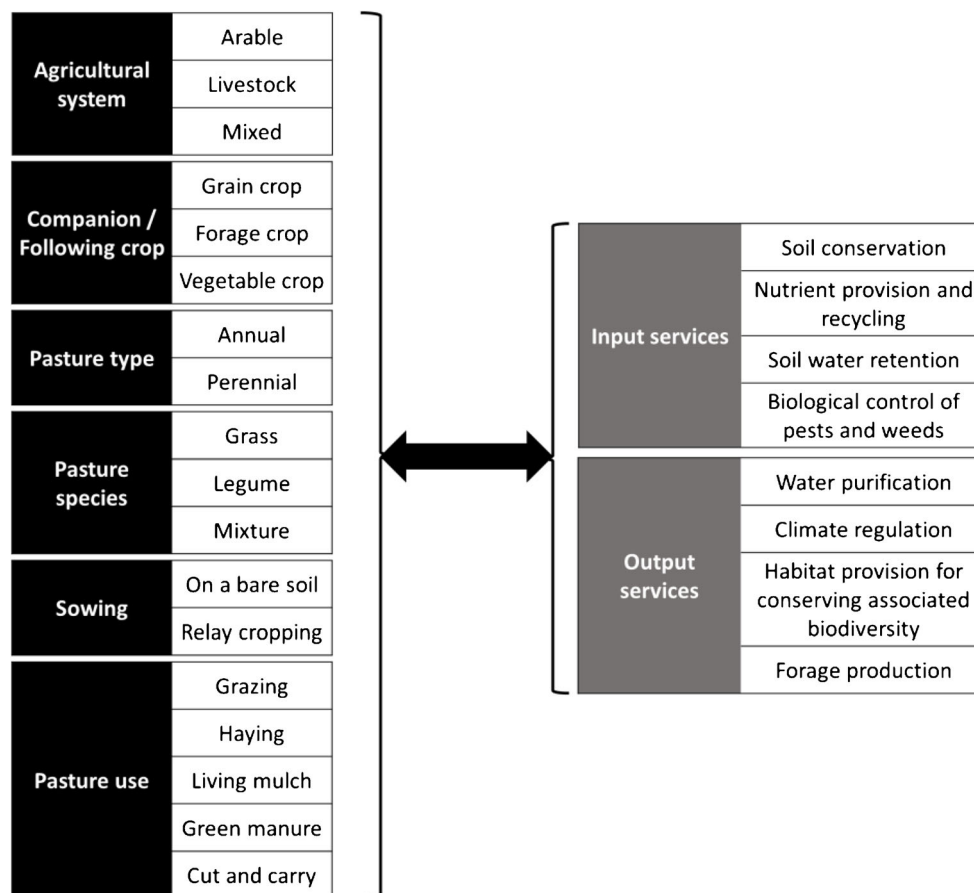 Agricultural
system
Arable
Livestock
Mixed
Companion /
Following crop
Grain crop
Forage crop
Vegetable crop
Pasture type
Annual
Perennial
Pasture
species
Grass
Legume
Mixture
Sowing
On a bare soil
Relay cropping
Pasture use
Grazing
Haying
Living mulch
Green manure
Cut and carry
Input services
Soil conservation
Nutrient provision and
recycling
Soil water retention
Biological control of
pests and weeds
Output
services
Water purification
Climate regulation
Habitat provision for
conserving associated
biodiversity
Forage production